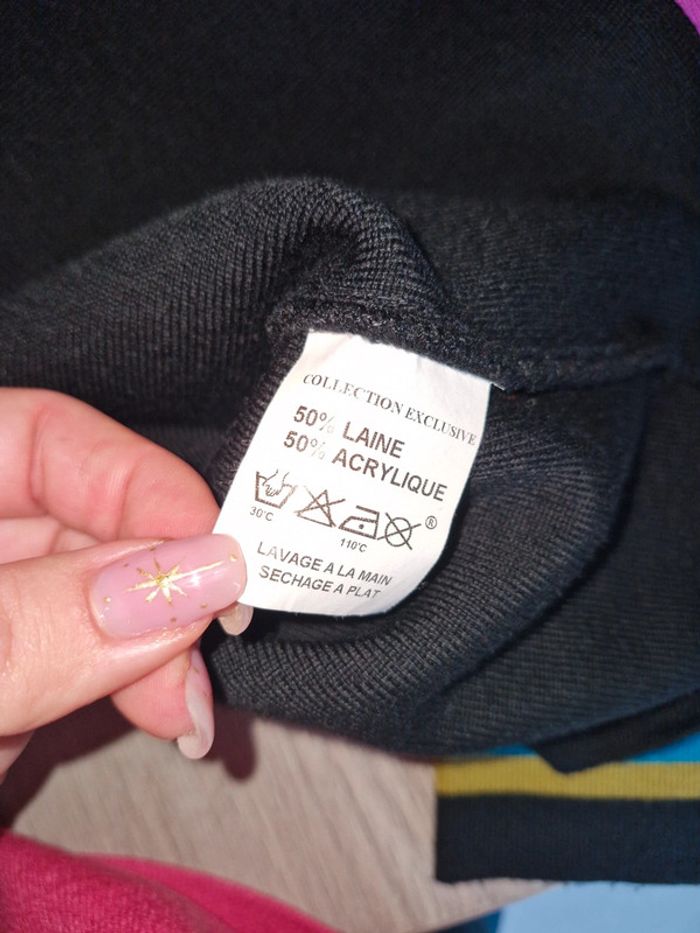 COLLECTION EXCLUSIVE
50% LAINE
50% ACRYLIQUE
®
30°C
110°C
LAVAGE A LA MAIN
SECHAGE A PLAT